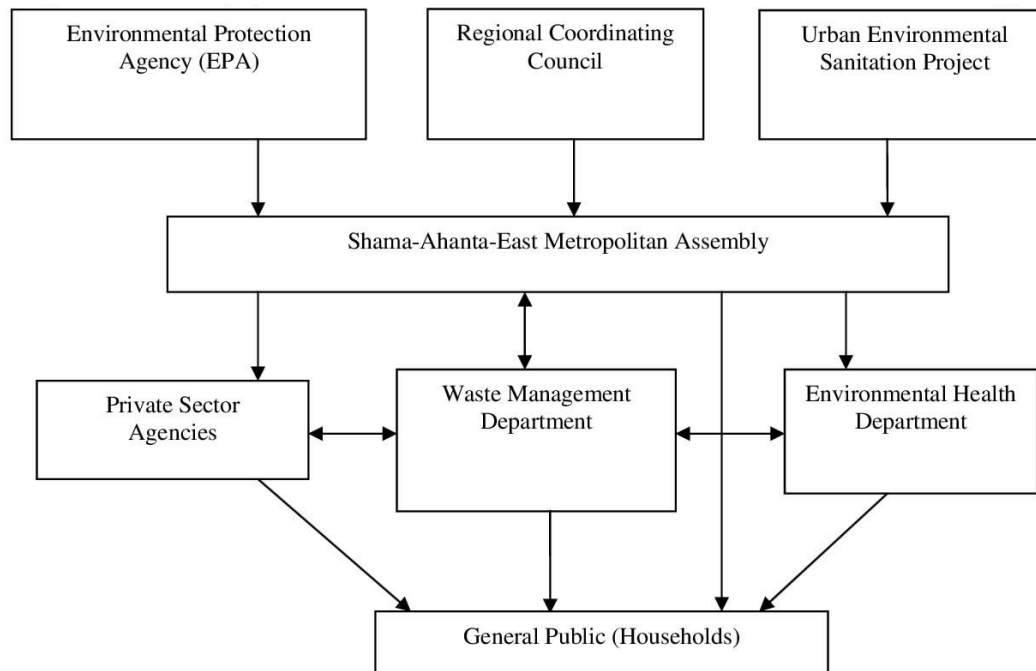 Environmental Protection
Agency (EPA)
Regional Coordinating
Council
Urban Environmental
Sanitation Project
Shama-Ahanta-East Metropolitan Assembly
Private Sector
Agencies
Waste Management
Department
Environmental Health
Department
General Public (Households)